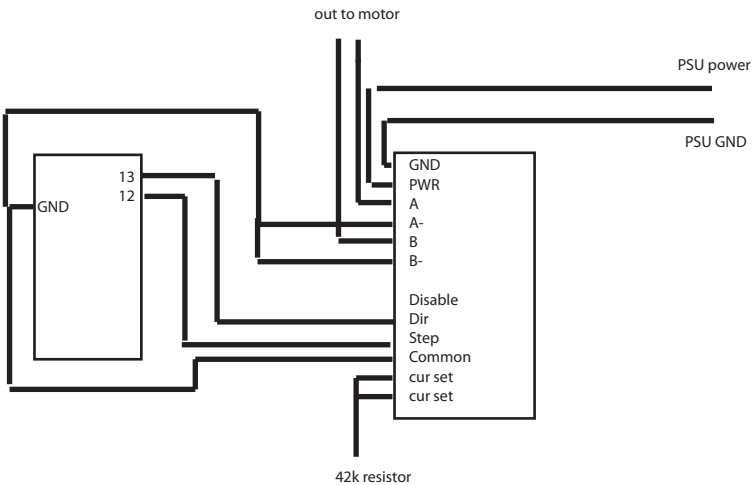 out to motor
PSU power
PSU GND
13
12
GND
GND
PWR
A
A-
B
B-
Disable
Dir
Step
Common
cur set
cur set
42k resistor